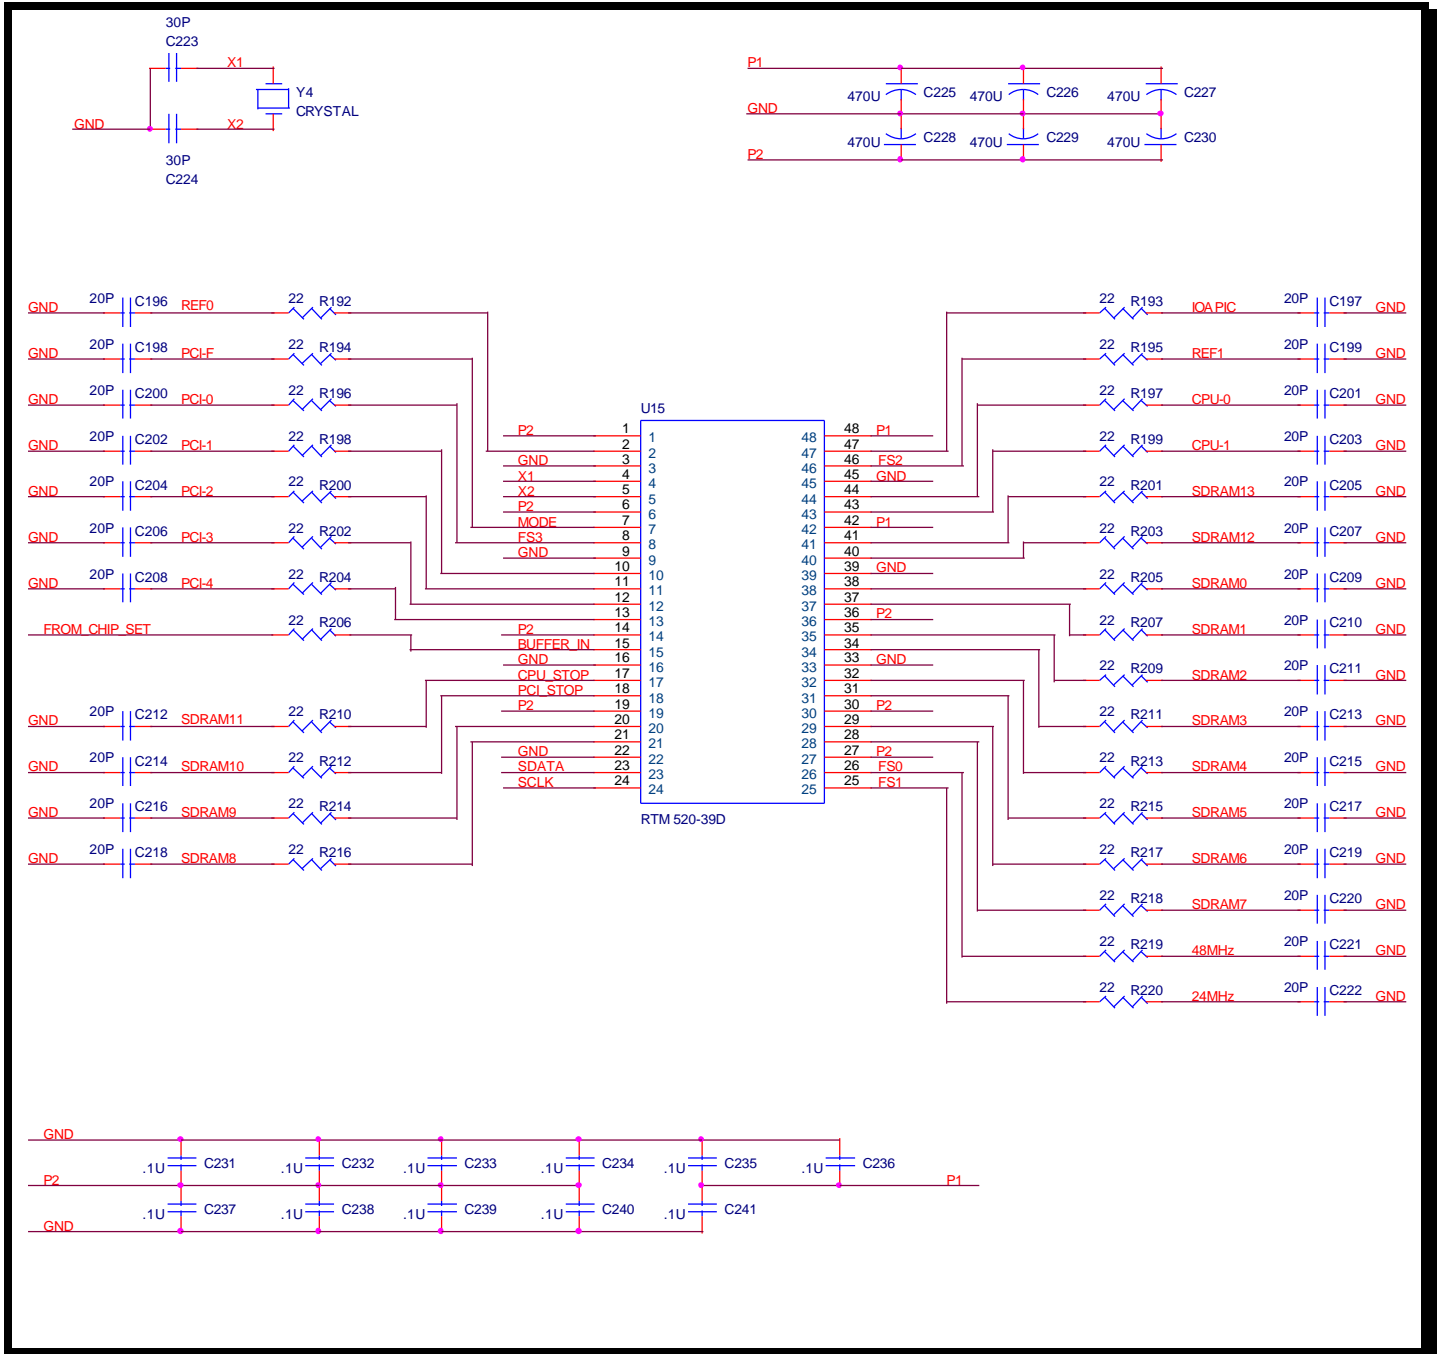 30P
C223
X1
Y4
CRYSTAL
GND
X2
30P
C224
P1
470U C225 470U C226 470U C227
GND
470U C228 470U C229 470U C230
P2
GND 20P C196 REF0 22 R192
GND 20P C198 PCI-F 22 R194
GND 20P C200 PCI-0 22 R196
GND 20P C202 PCI-1 22 R198
GND 20P C204 PCI-2 22 R200
GND 20P C206 PCI-3 22 R202
GND 20P C208 PCI-4 22 R204
FROM_CHIP_SET 22 R206
GND 20P C212 SDRAM11 22 R210
GND 20P C214 SDRAM10 22 R212
GND 20P C216 SDRAM9 22 R214
GND 20P C218 SDRAM8 22 R216
U15
P2 1 1 48 48 P1
2 2 47 47
GND 3 3 46 46 FS2
X1 4 4 45 45 GND
X2 5 5 44 44
P2 6 6 43 43
MODE 7 7 42 42 P1
FS3 8 8 41 41
GND 9 9 40 40
10 10 39 39 GND
11 11 38 38
12 12 37 37
13 13 36 36 P2
P2 14 14 35 35
BUFFER_IN 15 15 34 34
GND 16 16 33 33 GND
CPU_STOP 17 17 32 32
PCI_STOP 18 18 31 31
P2 19 19 30 30 P2
20 20 29 29
21 21 28 28
GND 22 22 27 27 P2
SDATA 23 23 26 26 FS0
SCLK 24 24 25 25 FS1
RTM 520-39D
22 R193 IOAPIC 20P C197 GND
22 R195 REF1 20P C199 GND
22 R197 CPU-0 20P C201 GND
22 R199 CPU-1 20P C203 GND
22 R201 SDRAM13 20P C205 GND
22 R203 SDRAM12 20P C207 GND
22 R205 SDRAM0 20P C209 GND
22 R207 SDRAM1 20P C210 GND
22 R209 SDRAM2 20P C211 GND
22 R211 SDRAM3 20P C213 GND
22 R213 SDRAM4 20P C215 GND
22 R215 SDRAM5 20P C217 GND
22 R217 SDRAM6 20P C219 GND
22 R218 SDRAM7 20P C220 GND
22 R219 48MHz 20P C221 GND
22 R220 24MHz 20P C222 GND
GND
.1U C231 .1U C232 .1U C233 .1U C234 .1U C235 .1U C236
P2 P1
.1U C237 .1U C238 .1U C239 .1U C240 .1U C241
GND